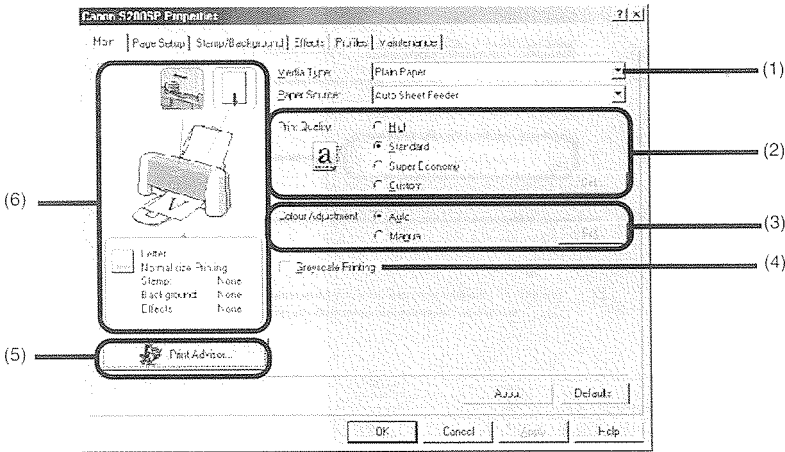 Canon S200SP Properties
? x
Main Page Setup Stamp/Background Effects Profiles Maintenance
Media Type: Plain Paper (1)
Paper Source: Auto Sheet Feeder
Print Quality: High (2)
Standard
a
Super Economy
Custom
(6)
Colour Adjustment: Auto (3)
Manual
Letter
Normal-size Printing
Stamp: None
Background: None
Effects: None
Greyscale Printing (4)
(5) Print Advisor...
About Defaults
OK Cancel Apply Help